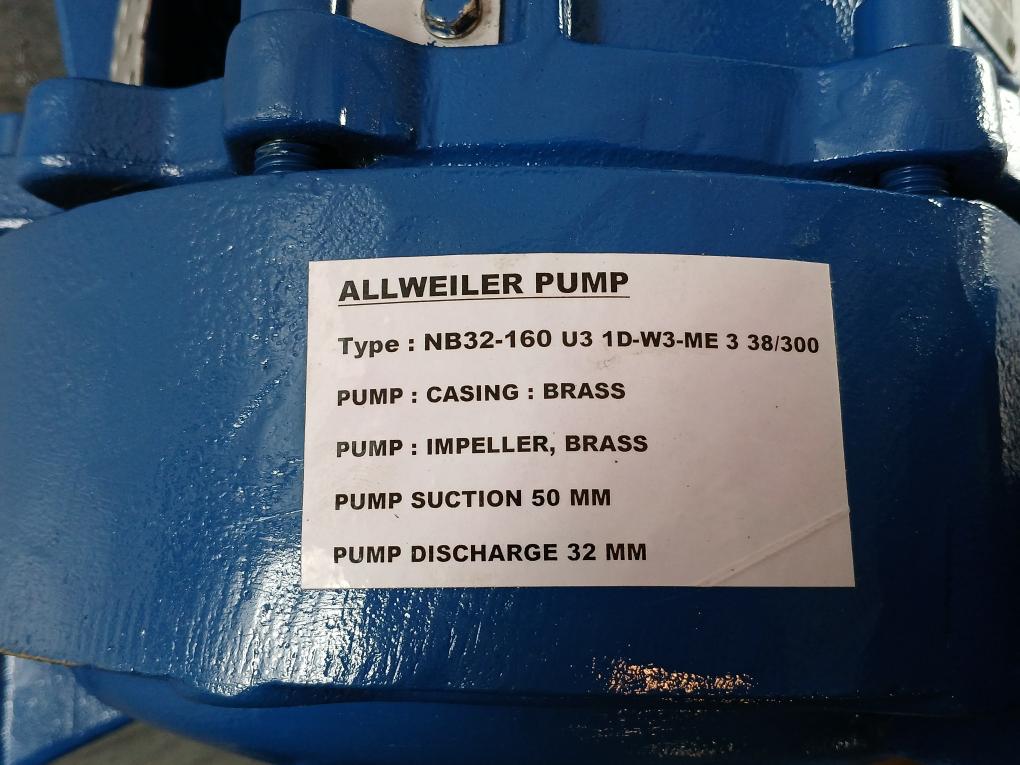 ALLWEILER PUMP
Type : NB32-160 U3 1D-W3-ME 3 38/300
PUMP : CASING : BRASS
PUMP : IMPELLER, BRASS
PUMP SUCTION 50 MM
PUMP DISCHARGE 32 MM